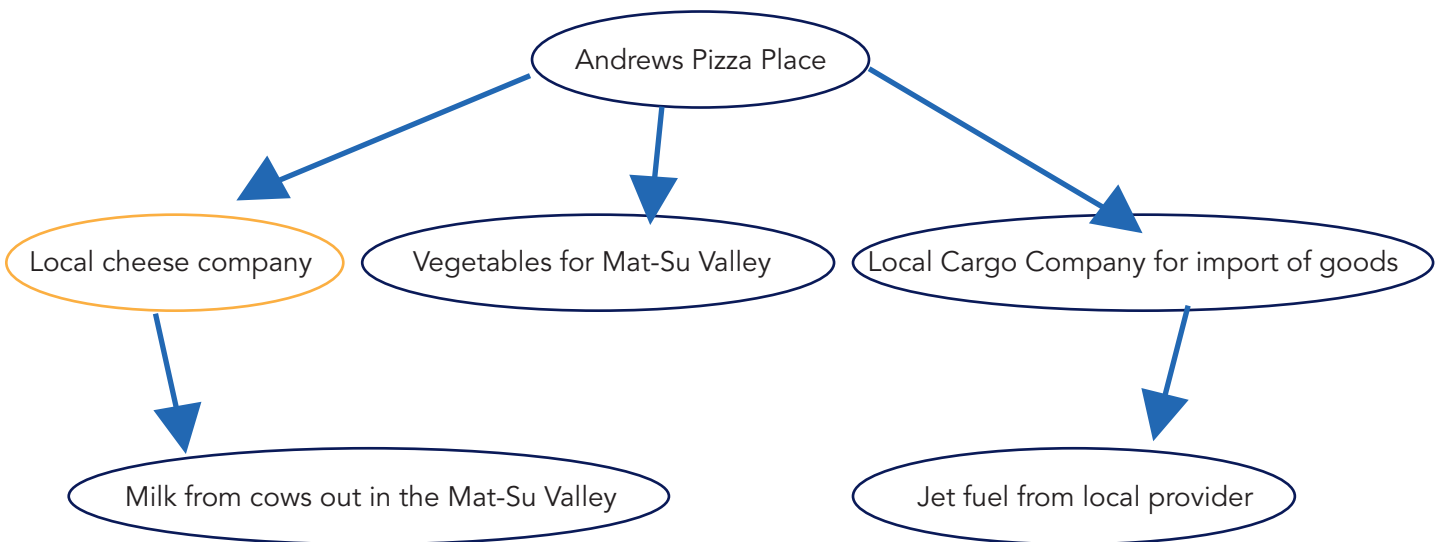 Andrews Pizza Place
Local cheese company
Vegetables for Mat-Su Valley
Local Cargo Company for import of goods
Milk from cows out in the Mat-Su Valley
Jet fuel from local provider